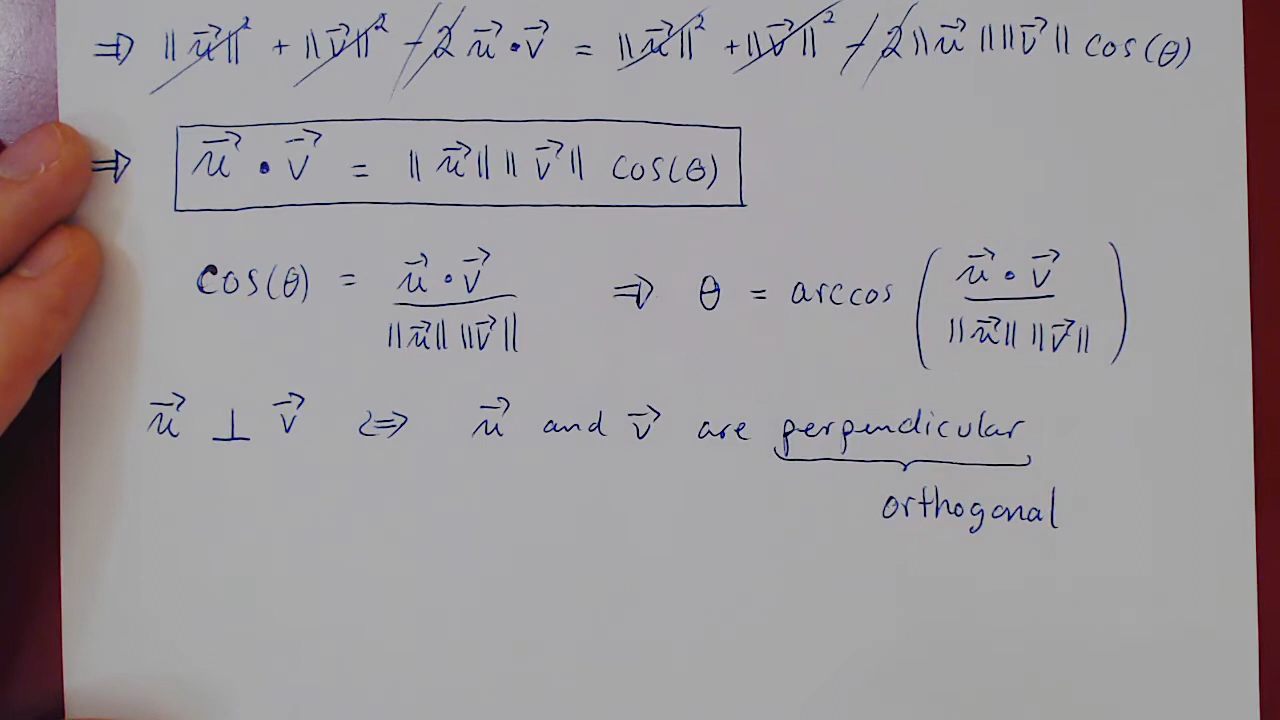 ⇒ ‖u⃗‖² + ‖v⃗‖² − 2 u⃗ · v⃗ = ‖u⃗‖² + ‖v⃗‖² − 2 ‖u⃗‖ ‖v⃗‖ cos(θ)
⇒ u⃗ · v⃗ = ‖u⃗‖ ‖v⃗‖ cos(θ)
cos(θ) = (u⃗ · v⃗) / (‖u⃗‖ ‖v⃗‖) ⇒ θ = arccos( (u⃗ · v⃗) / (‖u⃗‖ ‖v⃗‖) )
u⃗ ⊥ v⃗ ⇔ u⃗ and v⃗ are perpendicular
orthogonal